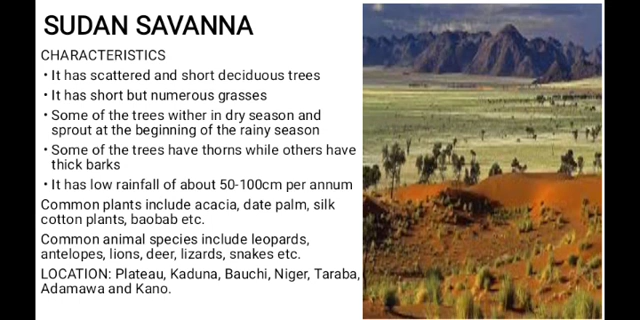 SUDAN SAVANNA
CHARACTERISTICS
• It has scattered and short deciduous trees
• It has short but numerous grasses
• Some of the trees wither in dry season and
sprout at the beginning of the rainy season
• Some of the trees have thorns while others have
thick barks
• It has low rainfall of about 50-100cm per annum
Common plants include acacia, date palm, silk
cotton plants, baobab etc.
Common animal species include leopards,
antelopes, lions, deer, lizards, snakes etc.
LOCATION: Plateau, Kaduna, Bauchi, Niger, Taraba,
Adamawa and Kano.